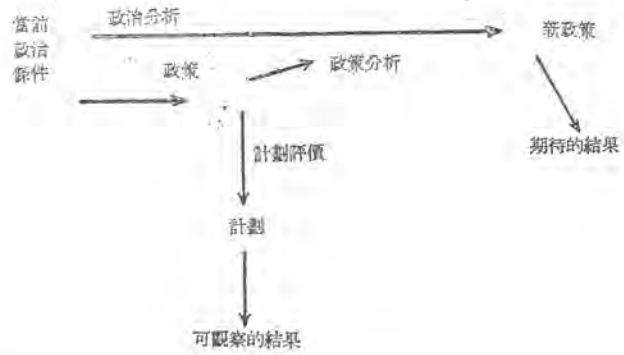 當前
政治
條件
政治分析
新政策
政策
政策分析
期待的結果
計劃評價
計劃
可觀察的結果